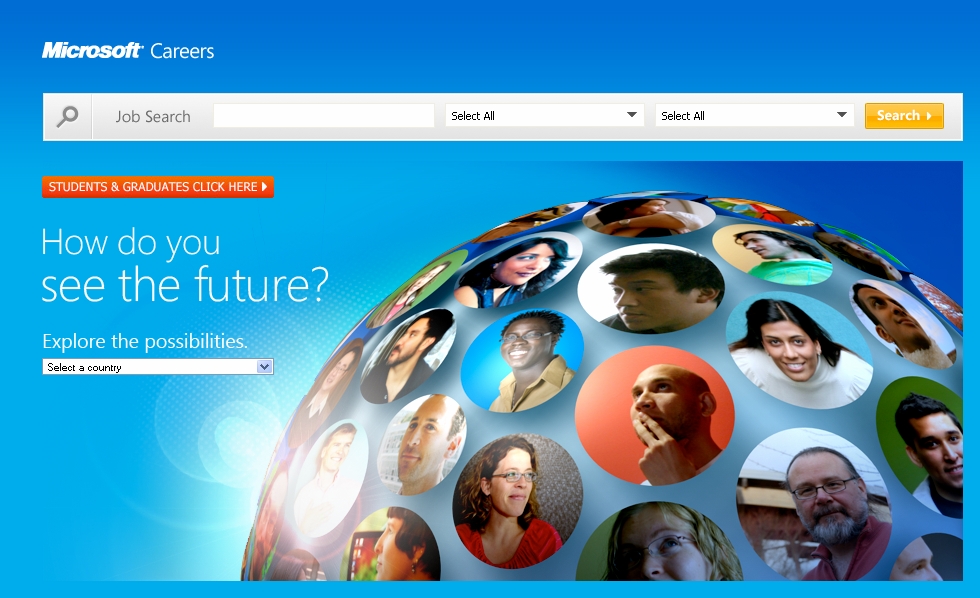 Microsoft Careers
Job Search
Select All
Select All
Search
STUDENTS & GRADUATES CLICK HERE
How do you
see the future?
Explore the possibilities.
Select a country